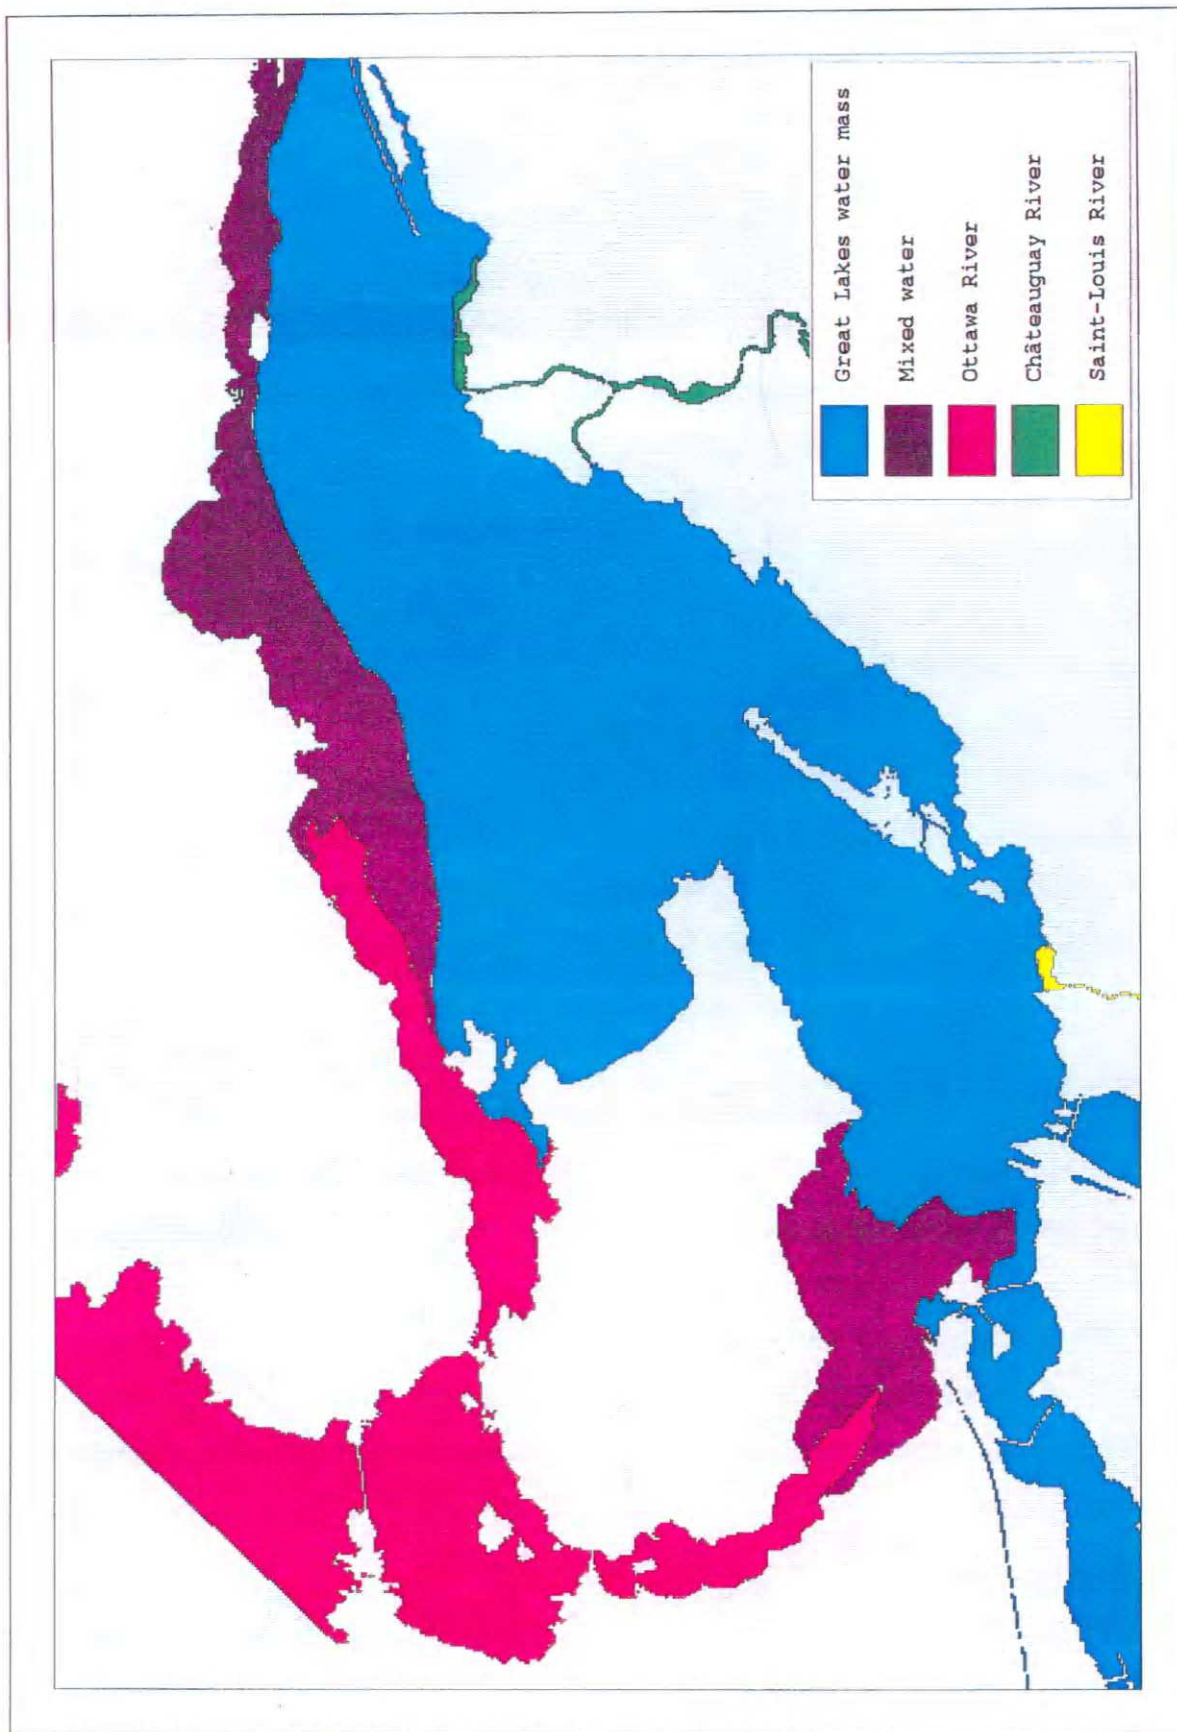 Great Lakes water mass
Mixed water
Ottawa River
Châteauguay River
Saint-Louis River